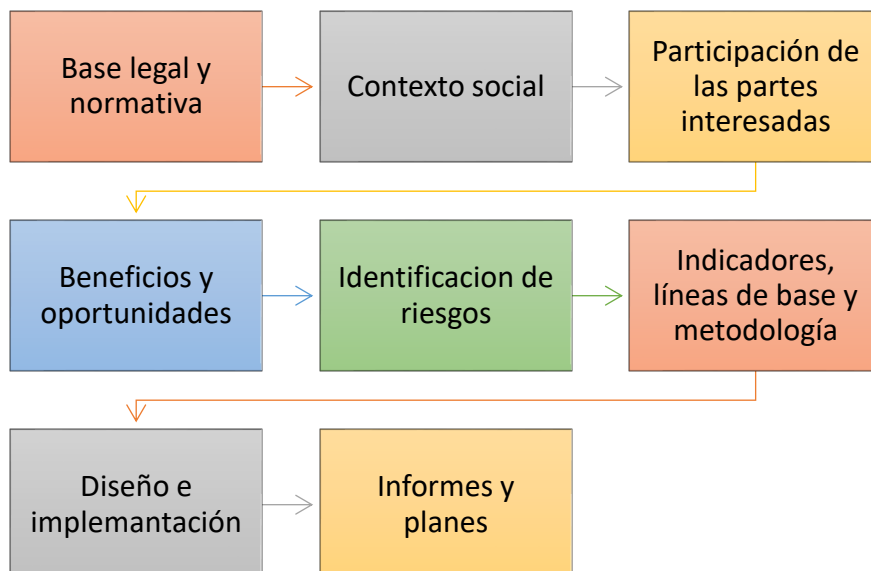 Base legal y
normativa
Contexto social
Participación de
las partes
interesadas
Beneficios y
oportunidades
Identificacion de
riesgos
Indicadores,
líneas de base y
metodología
Diseño e
implemantación
Informes y
planes